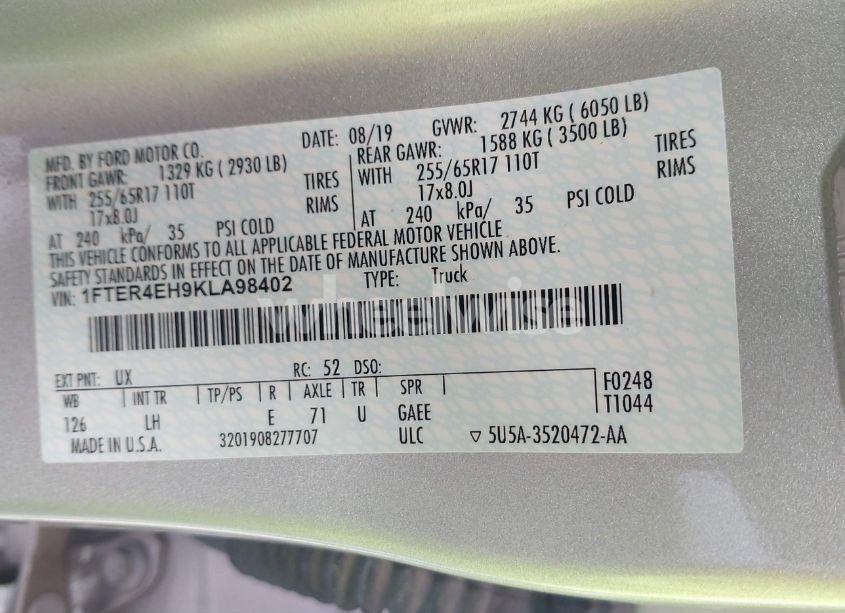 MFD. BY FORD MOTOR CO. DATE: 08/19 GVWR: 2744 KG ( 6050 LB)
FRONT GAWR: 1329 KG ( 2930 LB) REAR GAWR: 1588 KG ( 3500 LB)
WITH 255/65R17 110T TIRES WITH 255/65R17 110T TIRES
17x8.0J RIMS 17x8.0J RIMS
AT 240 kPa/ 35 PSI COLD AT 240 kPa/ 35 PSI COLD
THIS VEHICLE CONFORMS TO ALL APPLICABLE FEDERAL MOTOR VEHICLE
SAFETY STANDARDS IN EFFECT ON THE DATE OF MANUFACTURE SHOWN ABOVE.
VIN: 1FTER4EH9KLA98402 TYPE: Truck
wheelwise
EXT PNT: UX RC: 52 DSO:
WB INT TR TP/PS R AXLE TR SPR F0248
126 LH E 71 U GAEE T1044
MADE IN U.S.A. 3201908277707 ULC ▽ 5U5A-3520472-AA